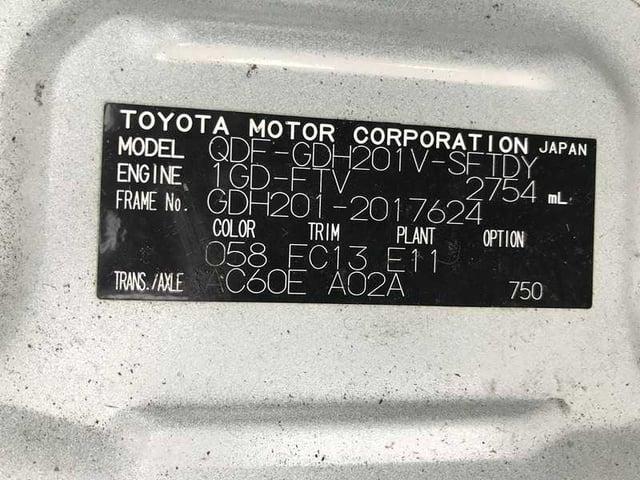 TOYOTA MOTOR CORPORATION JAPAN
MODEL QDF-GDH201V-SFTDY
ENGINE 1GD-FTV 2754 mL
FRAME No. GDH201-2017624
COLOR TRIM PLANT OPTION
058 FC13 E11
TRANS./AXLE AC60E A02A 750